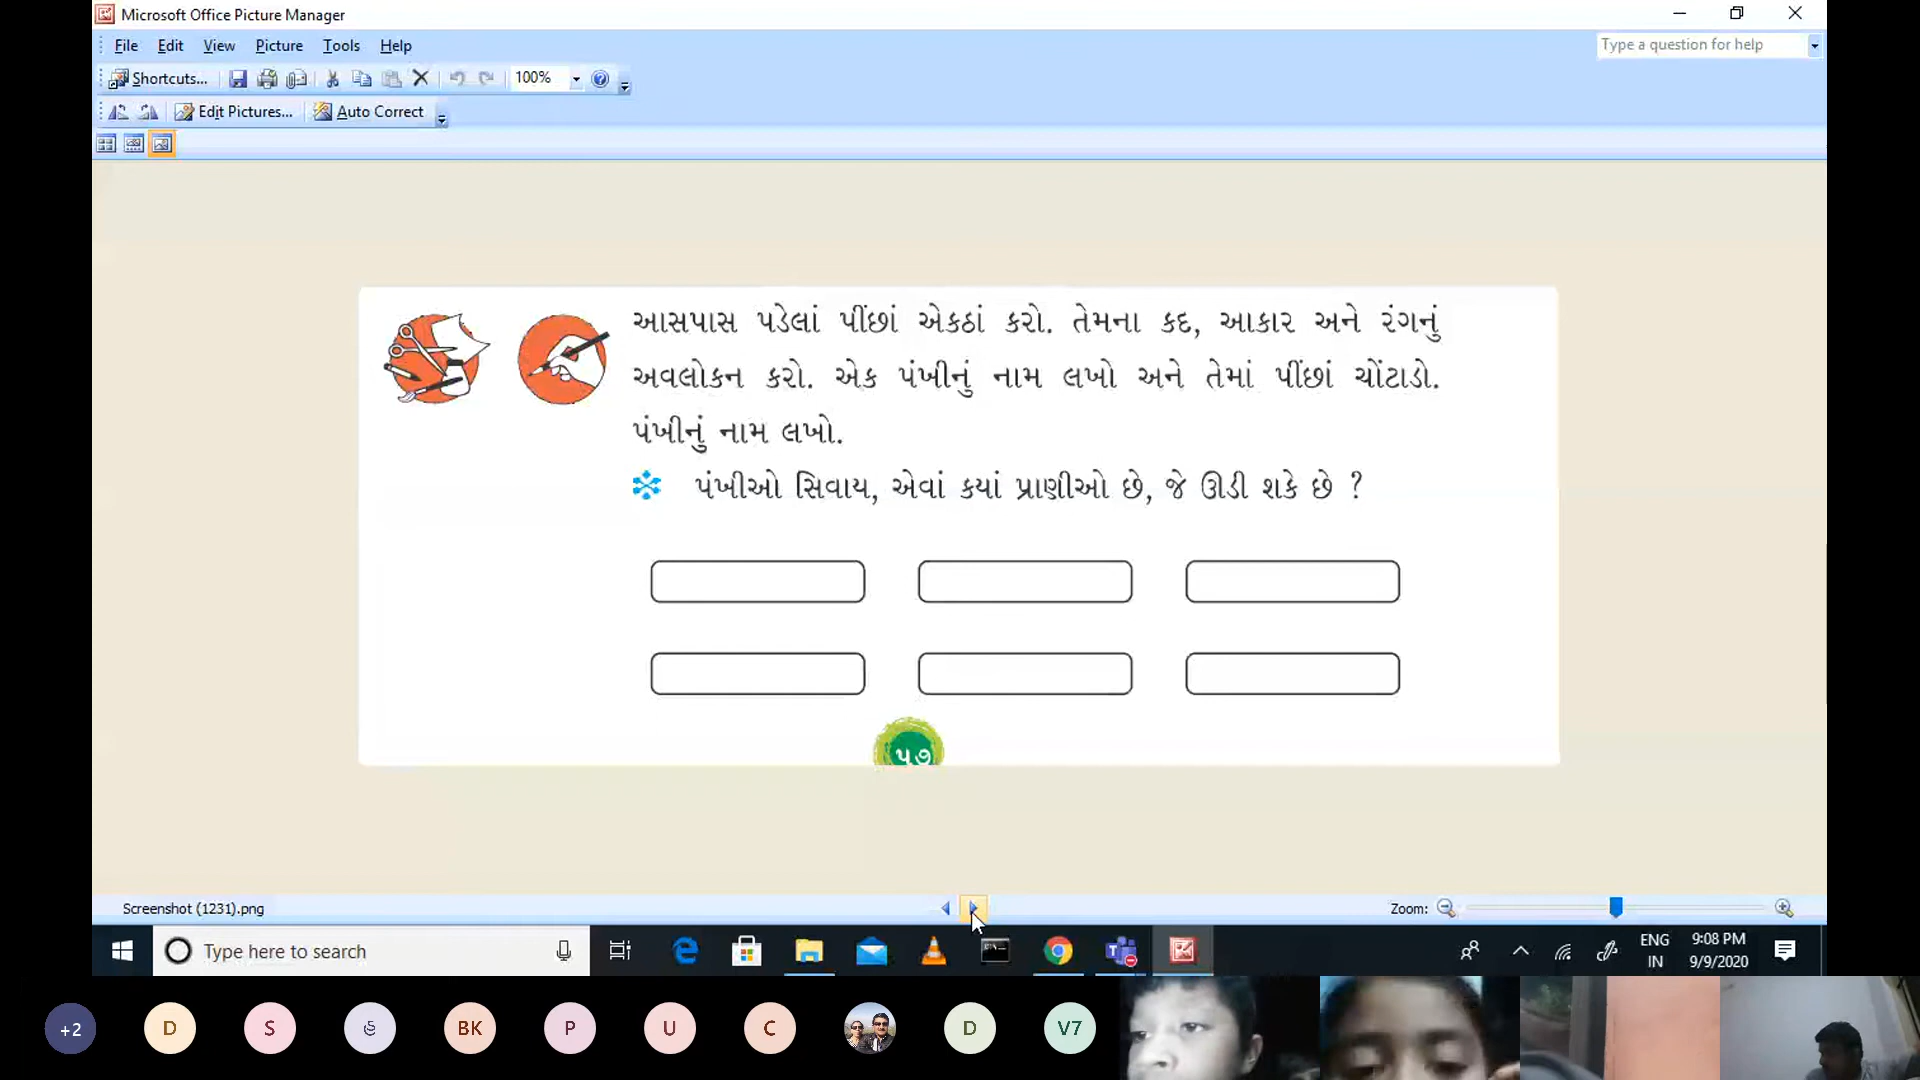 Microsoft Office Picture Manager
File Edit View Picture Tools Help
Type a question for help
Shortcuts... 100%
Edit Pictures... Auto Correct
આસપાસ પડેલાં પીંછાં એકઠાં કરો. તેમના કદ, આકાર અને રંગનું
અવલોકન કરો. એક પંખીનું નામ લખો અને તેમાં પીંછાં ચોંટાડો.
પંખીનું નામ લખો.
પંખીઓ સિવાય, એવાં કયાં પ્રાણીઓ છે, જે ઊડી શકે છે ?
૫૭
Screenshot (1231).png
Zoom:
Type here to search
ENG
IN
9:08 PM
9/9/2020
+2 D S હ BK P U C D V7